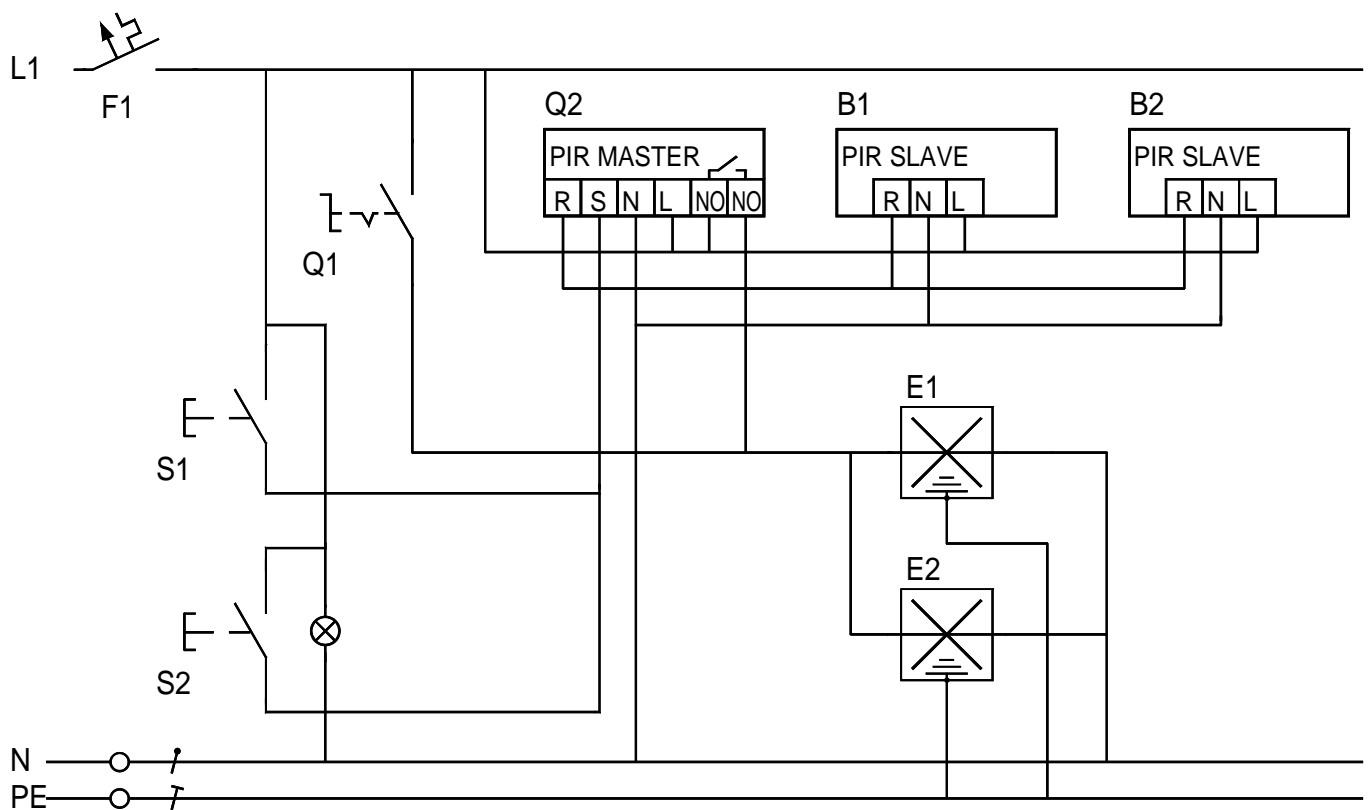 L1
F1
Q2 B1 B2
PIR MASTER PIR SLAVE PIR SLAVE
R S N L NO NO R N L R N L
Q1
E1
S1
E2
S2
N
PE